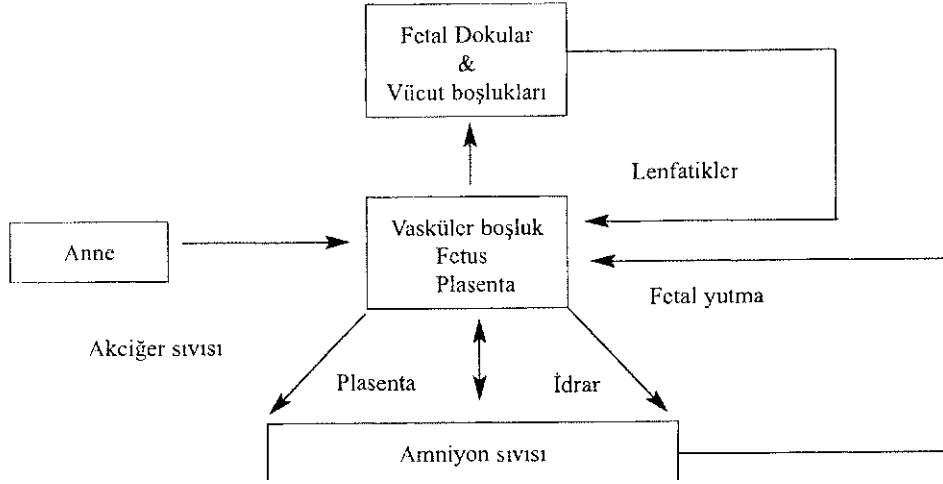 Fetal Dokular
&
Vücut boşlukları
Lenfatikler
Anne
Vasküler boşluk
Fetus
Plasenta
Fetal yutma
Akciğer sıvısı
Plasenta
İdrar
Amniyon sıvısı